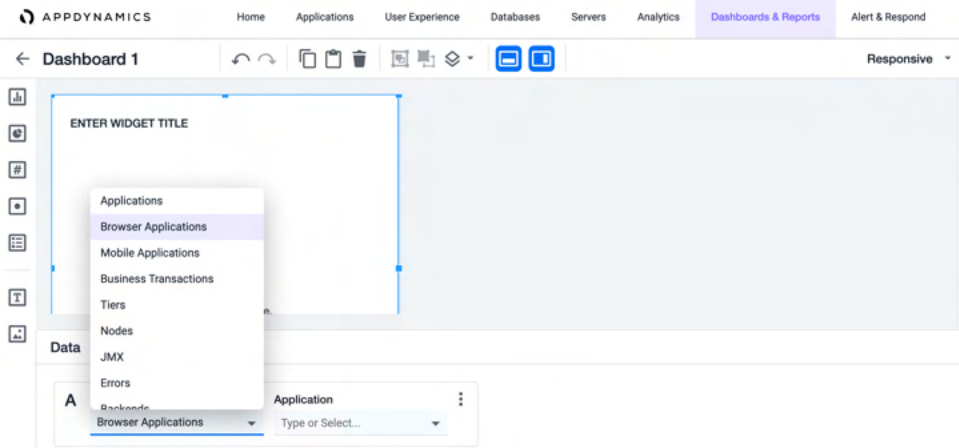 APPDYNAMICS
Home
Applications
User Experience
Databases
Servers
Analytics
Dashboards & Reports
Alert & Respond
Dashboard 1
Responsive
ENTER WIDGET TITLE
Applications
Browser Applications
Mobile Applications
Business Transactions
Tiers
Nodes
JMX
Errors
Backends
e.
Data
A
Browser Applications
Application
Type or Select...